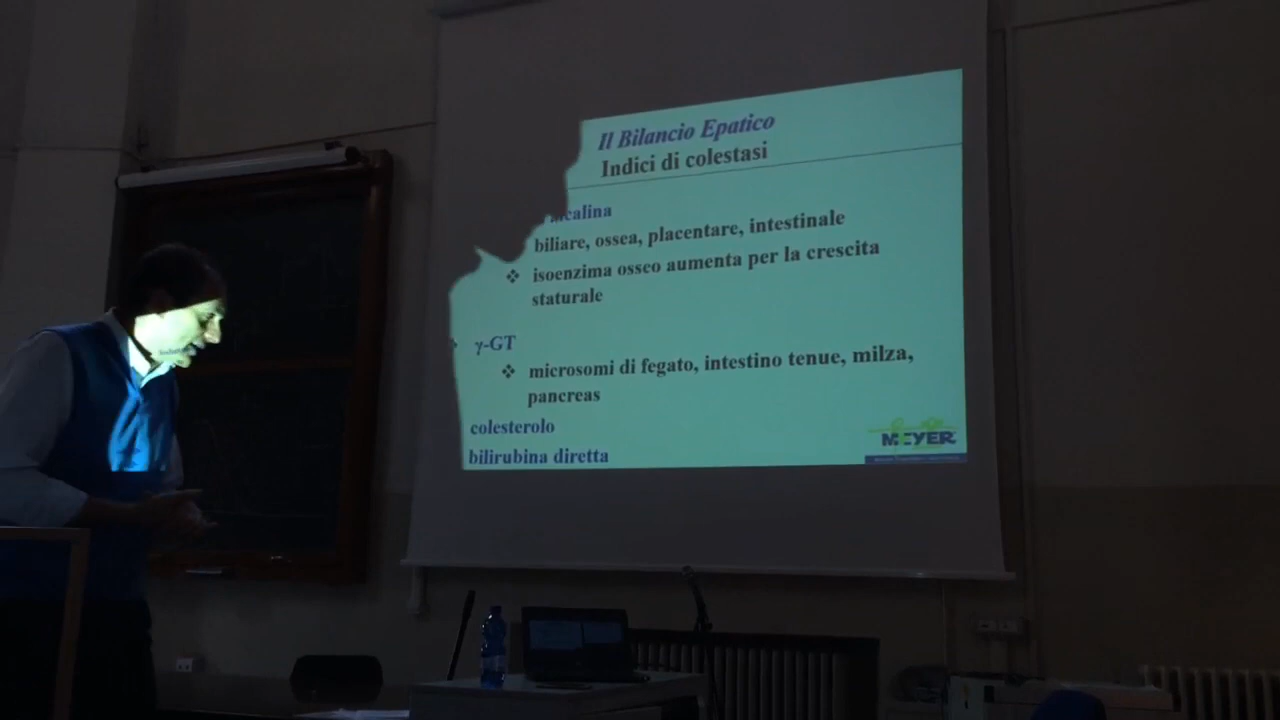 Il Bilancio Epatico
Indici di colestasi
alcalina
biliare, ossea, placentare, intestinale
❖ isoenzima osseo aumenta per la crescita
staturale
γ-GT
❖ microsomi di fegato, intestino tenue, milza,
pancreas
colesterolo
bilirubina diretta
MEYER